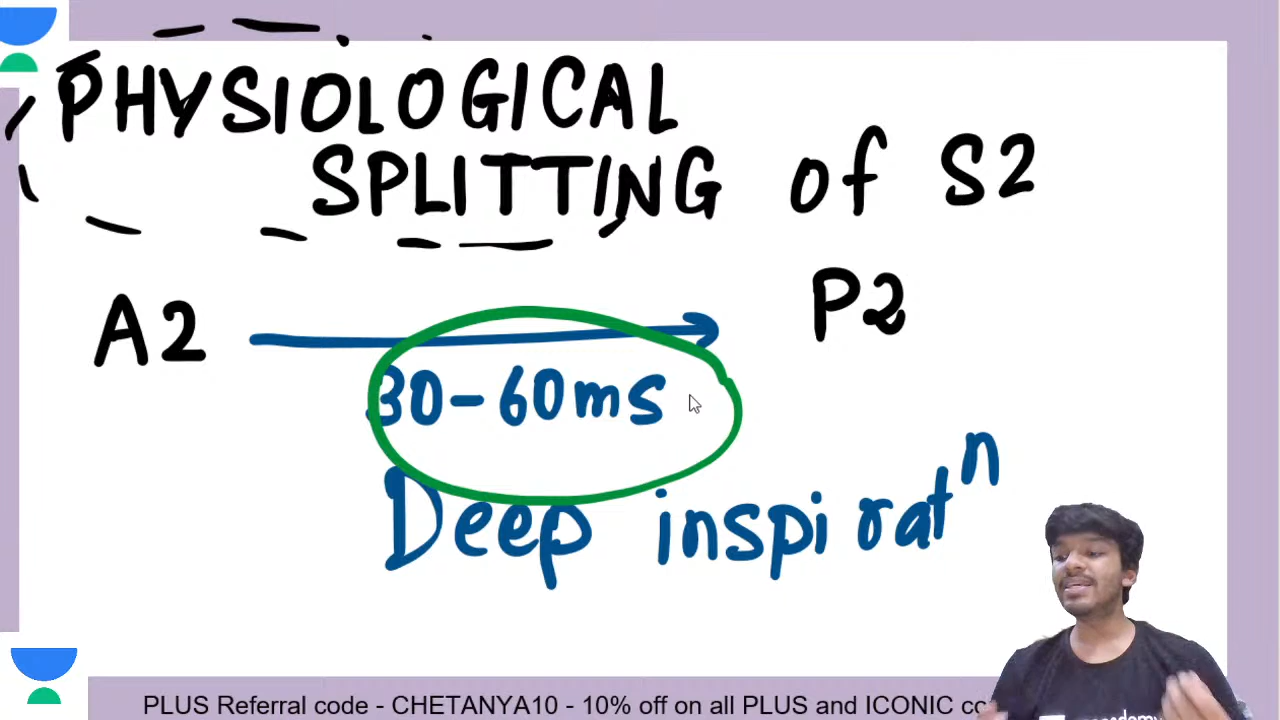 PHYSIOLOGICAL
SPLITTING of S2
A2 P2
30-60ms
Deep inspiratn
PLUS Referral code - CHETANYA10 - 10% off on all PLUS and ICONIC